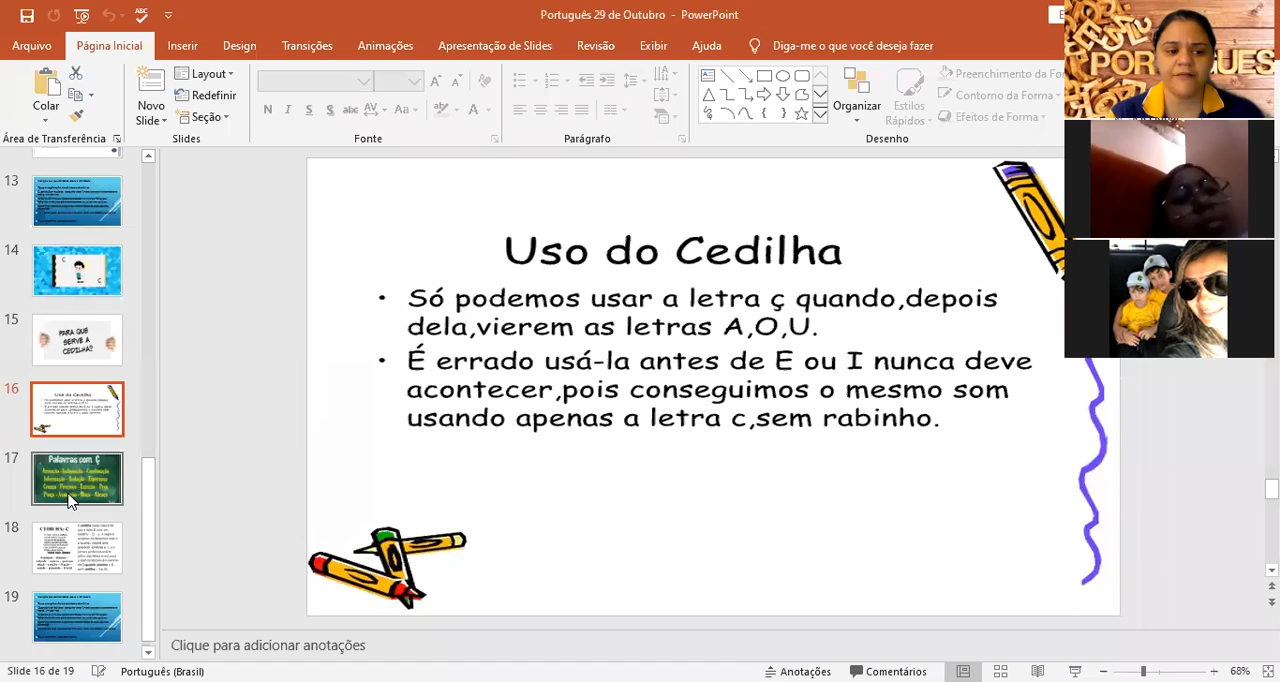 Português 29 de Outubro - PowerPoint
Arquivo Página Inicial Inserir Design Transições Animações Apresentação de Slides Revisão Exibir Ajuda Diga-me o que você deseja fazer
Colar
Novo
Slide
Layout
Redefinir
Seção
N I S S abc AV Aa A
Organizar
Estilos
Rápidos
Preenchimento da
Contorno da Forma
Efeitos de Forma
Área de Transferência Slides Fonte Parágrafo Desenho
13
14
15
PARA QUE
SERVE A
CEDILHA?
16
Uso do Cedilha
17
Palavras com Ç
18
CEDILHA: Ç
19
Uso do Cedilha
• Só podemos usar a letra ç quando,depois
dela,vierem as letras A,O,U.
• É errado usá-la antes de E ou I nunca deve
acontecer,pois conseguimos o mesmo som
usando apenas a letra c,sem rabinho.
Clique para adicionar anotações
Slide 16 de 19 Português (Brasil) Anotações Comentários 68%